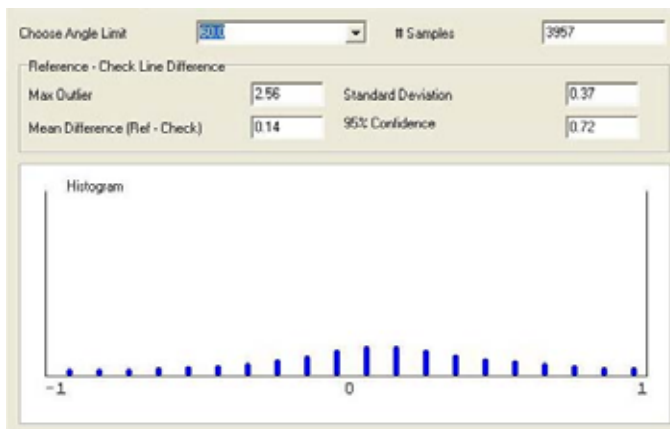 Choose Angle Limit 60.0 # Samples 3957
Reference - Check Line Difference
Max Outlier 2.56 Standard Deviation 0.37
Mean Difference (Ref - Check) 0.14 95% Confidence 0.72
Histogram
-1 0 1